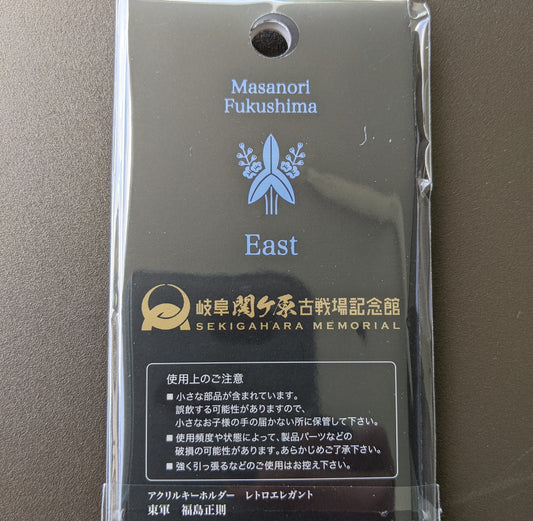 Masanori
Fukushima
East
岐阜関ケ原古戦場記念館
SEKIGAHARA MEMORIAL
使用上のご注意
■ 小さな部品が含まれています。
誤飲する可能性がありますので、
小さなお子様の手の届かない所に保管して下さい。
■ 使用頻度や状態によって、製品パーツなどの
破損の可能性があります。あらかじめご了承下さい。
■ 強く引っ張るなどのご使用はお控え下さい。
アクリルキーホルダー　レトロエレガント
東軍　福島正則